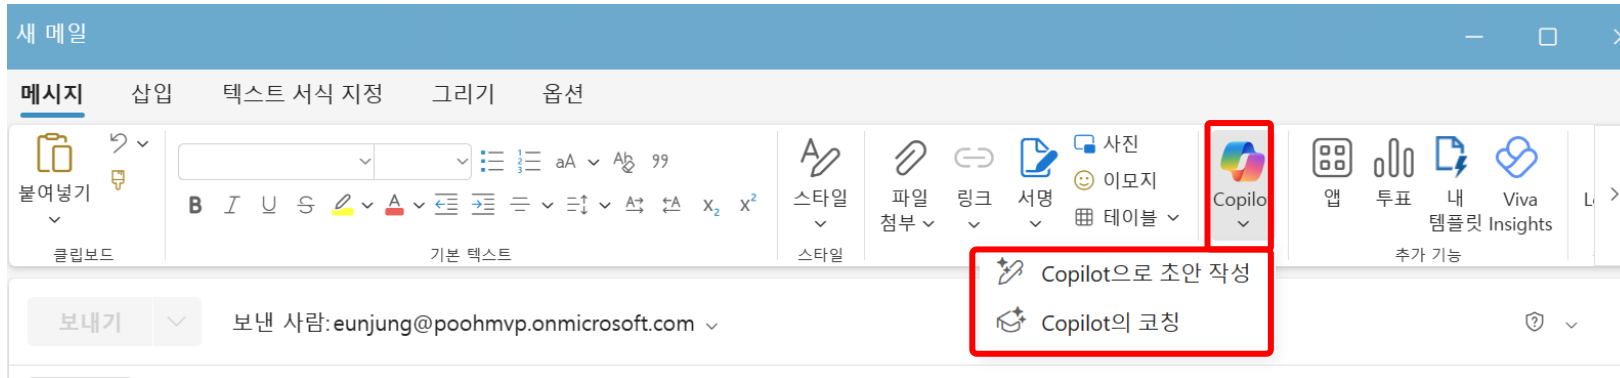 새 메일
메시지 삽입 텍스트 서식 지정 그리기 옵션
붙여넣기
클립보드
aA
99
B I U S A x₂ x²
기본 텍스트
스타일
스타일
파일
첨부
링크
서명
사진
이모지
테이블
Copilo
앱
투표
내
템플릿
Viva
Insights
추가 기능
Copilot으로 초안 작성
Copilot의 코칭
보내기
보낸 사람: eunjung@poohmvp.onmicrosoft.com